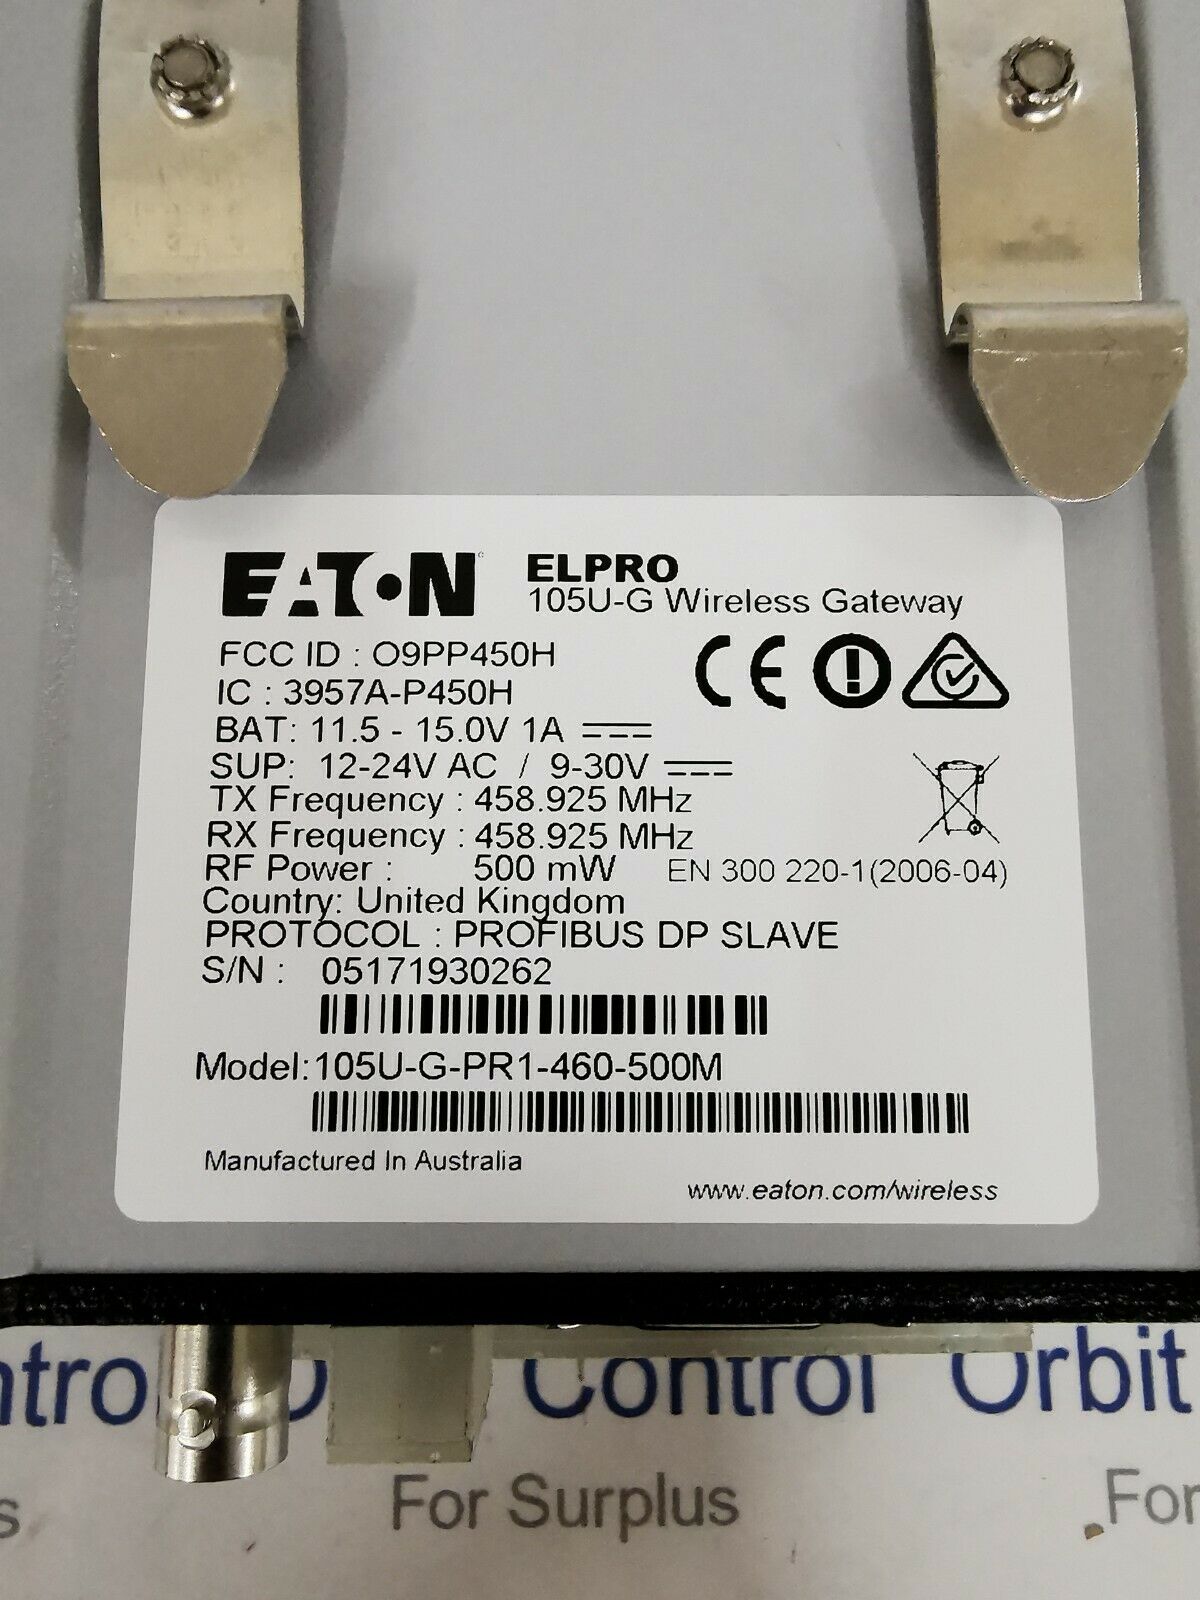 EATON
ELPRO
105U-G Wireless Gateway
FCC ID : O9PP450H
IC : 3957A-P450H
BAT: 11.5 - 15.0V 1A
SUP: 12-24V AC / 9-30V
TX Frequency : 458.925 MHz
RX Frequency : 458.925 MHz
RF Power : 500 mW EN 300 220-1(2006-04)
Country: United Kingdom
PROTOCOL : PROFIBUS DP SLAVE
S/N : 05171930262
Model:105U-G-PR1-460-500M
Manufactured In Australia
www.eaton.com/wireless
Control Orbit
For Surplus
For